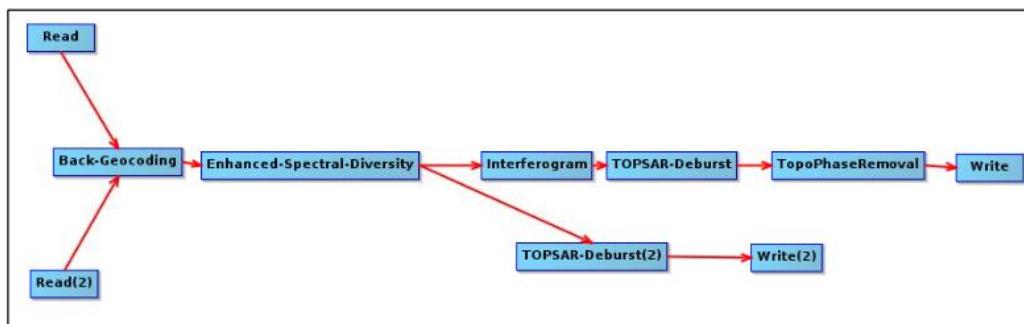 Read
Back-Geocoding
Enhanced-Spectral-Diversity
Interferogram
TOPSAR-Deburst
TopoPhaseRemoval
Write
TOPSAR-Deburst(2)
Write(2)
Read(2)